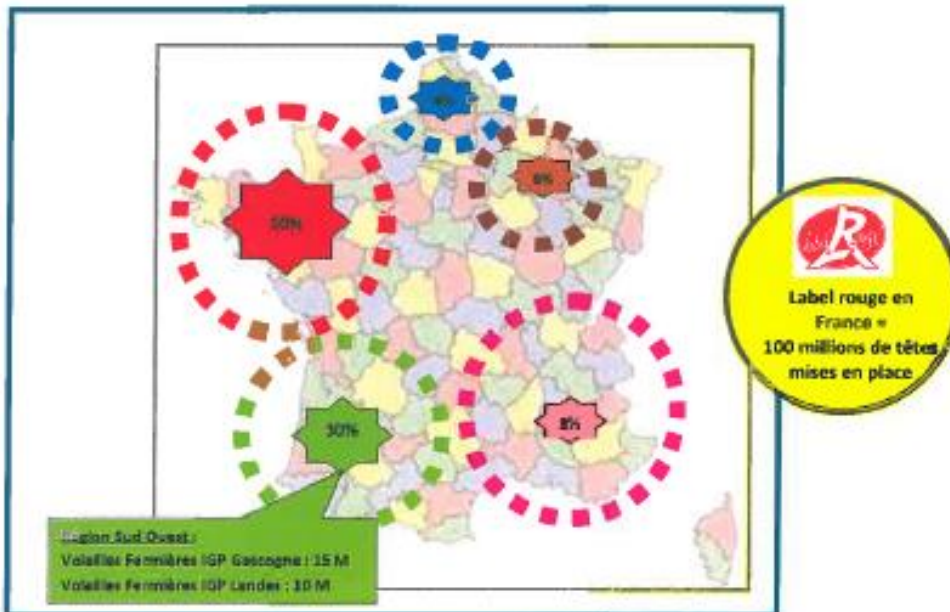 50%
6%
30%
8%
Label rouge en
France =
100 millions de têtes
mises en place
Région Sud Ouest :
Volailles Fermières IGP Gascogne : 15 M
Volailles Fermières IGP Landes : 10 M